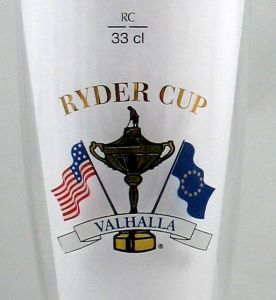 RC
33 cl
RYDER CUP
VALHALLA
®